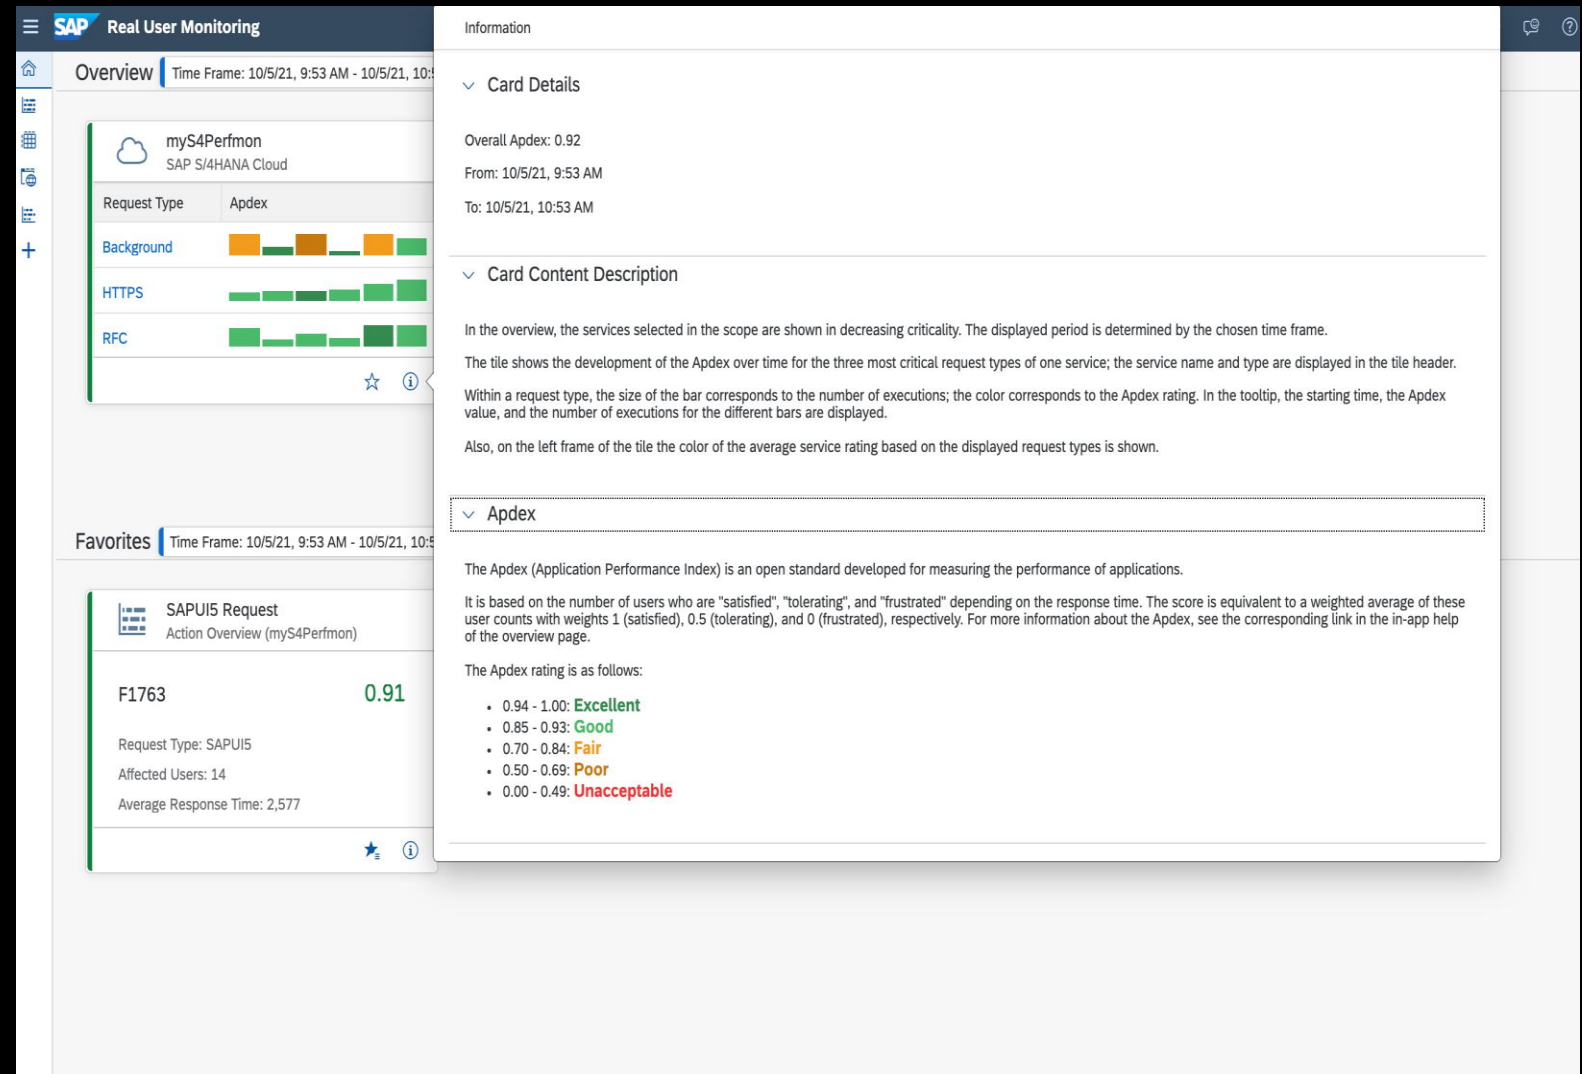 SAP Real User Monitoring
Overview
Time Frame: 10/5/21, 9:53 AM - 10/5/21, 10:5
myS4Perfmon
SAP S/4HANA Cloud
Request Type Apdex
Background
HTTPS
RFC
Favorites
Time Frame: 10/5/21, 9:53 AM - 10/5/21, 10:5
SAPUI5 Request
Action Overview (myS4Perfmon)
F1763 0.91
Request Type: SAPUI5
Affected Users: 14
Average Response Time: 2,577
Information
Card Details
Overall Apdex: 0.92
From: 10/5/21, 9:53 AM
To: 10/5/21, 10:53 AM
Card Content Description
In the overview, the services selected in the scope are shown in decreasing criticality. The displayed period is determined by the chosen time frame.
The tile shows the development of the Apdex over time for the three most critical request types of one service; the service name and type are displayed in the tile header.
Within a request type, the size of the bar corresponds to the number of executions; the color corresponds to the Apdex rating. In the tooltip, the starting time, the Apdex
value, and the number of executions for the different bars are displayed.
Also, on the left frame of the tile the color of the average service rating based on the displayed request types is shown.
Apdex
The Apdex (Application Performance Index) is an open standard developed for measuring the performance of applications.
It is based on the number of users who are "satisfied", "tolerating", and "frustrated" depending on the response time. The score is equivalent to a weighted average of these
user counts with weights 1 (satisfied), 0.5 (tolerating), and 0 (frustrated), respectively. For more information about the Apdex, see the corresponding link in the in-app help
of the overview page.
The Apdex rating is as follows:
• 0.94 - 1.00: Excellent
• 0.85 - 0.93: Good
• 0.70 - 0.84: Fair
• 0.50 - 0.69: Poor
• 0.00 - 0.49: Unacceptable